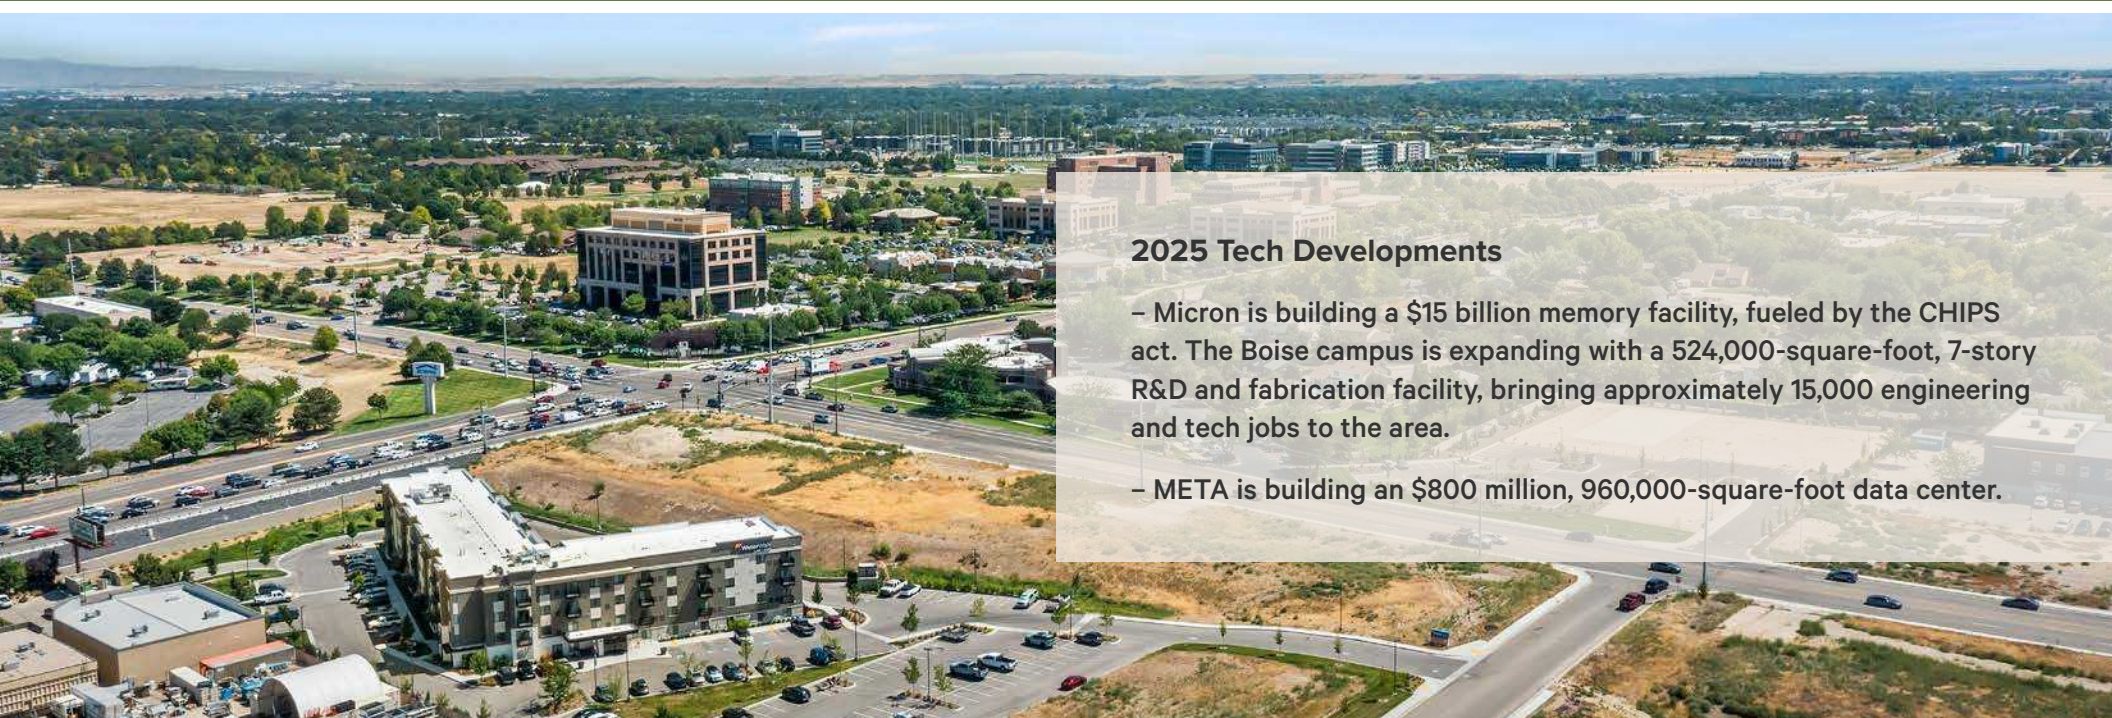 2025 Tech Developments
– Micron is building a $15 billion memory facility, fueled by the CHIPS
act. The Boise campus is expanding with a 524,000-square-foot, 7-story
R&D and fabrication facility, bringing approximately 15,000 engineering
and tech jobs to the area.
– META is building an $800 million, 960,000-square-foot data center.